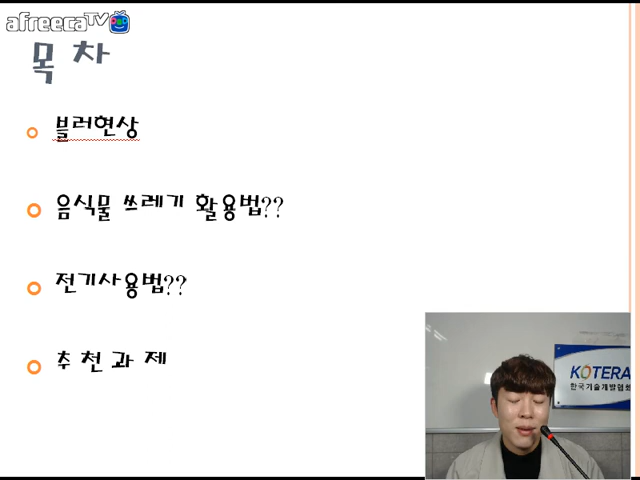 afreecaTV
목 차
블러현상
음식물 쓰레기 활용법??
전기사용법??
추 천 과 제
KOTERA
한국기술개발협회